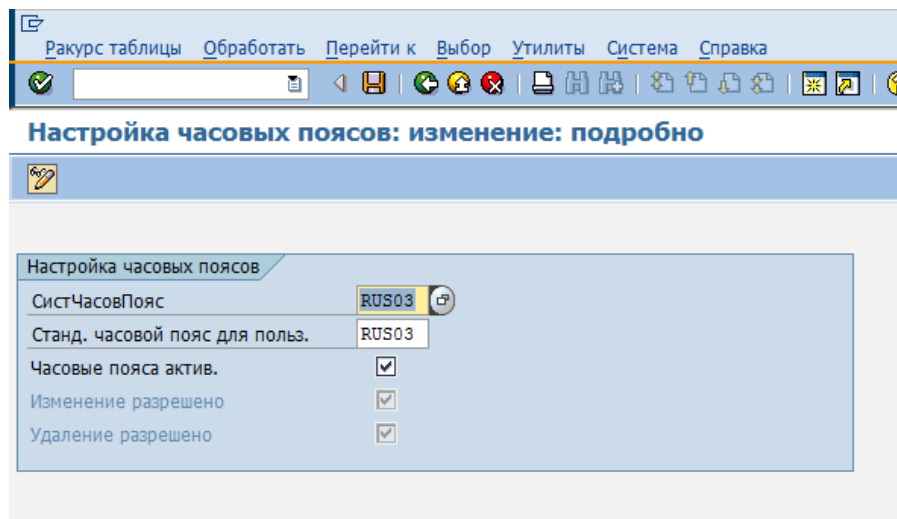 Ракурс таблицы Обработать Перейти к Выбор Утилиты Система Справка
Настройка часовых поясов: изменение: подробно
Настройка часовых поясов
СистЧасовПояс RUS03
Станд. часовой пояс для польз. RUS03
Часовые пояса актив.
Изменение разрешено
Удаление разрешено